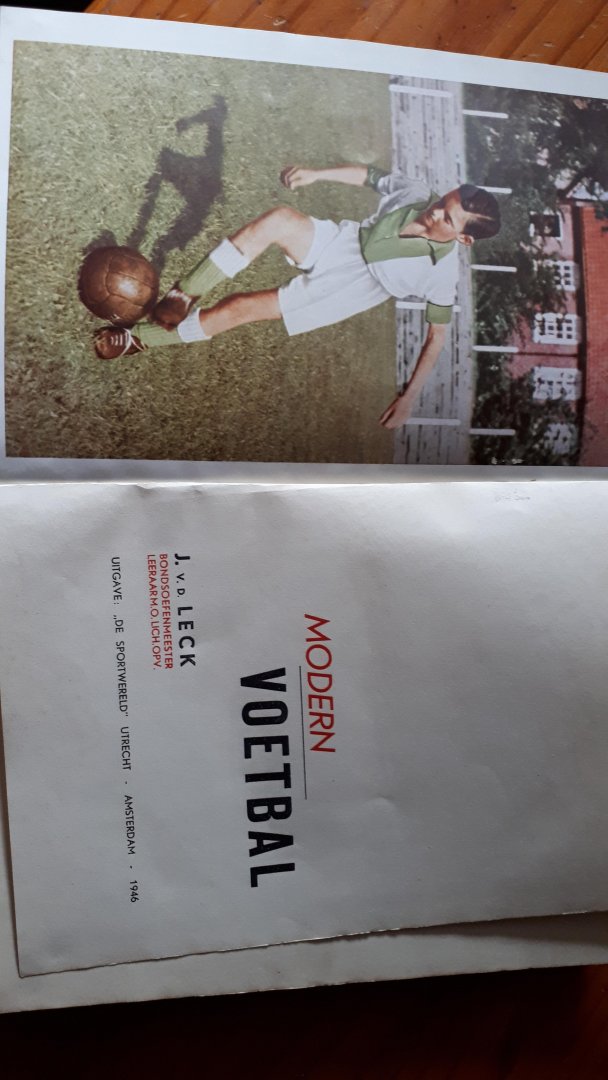 MODERN
VOETBAL
J. V. D. LECK
BONDSOEFENMEESTER
LEERAAR M. O. LICH. OPV.
UITGAVE: „DE SPORTWERELD" UTRECHT - AMSTERDAM - 1946